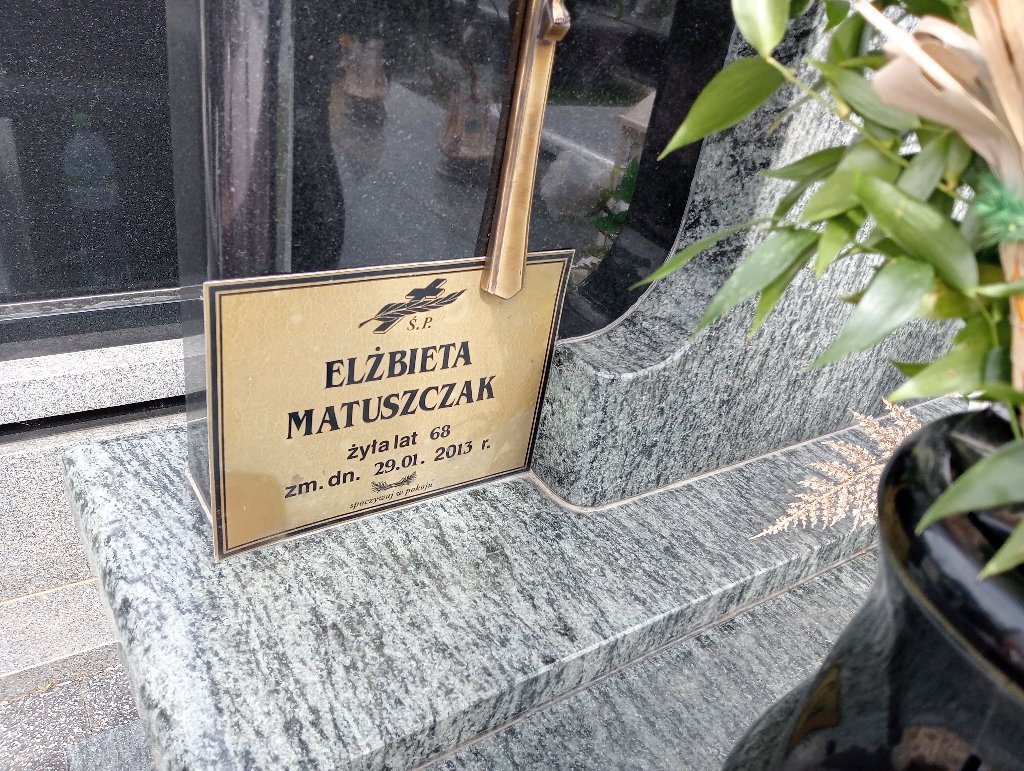 Ś. P.
ELŻBIETA
MATUSZCZAK
żyła lat 68
zm. dn. 29.01. 2013 r.
spoczywaj w pokoju